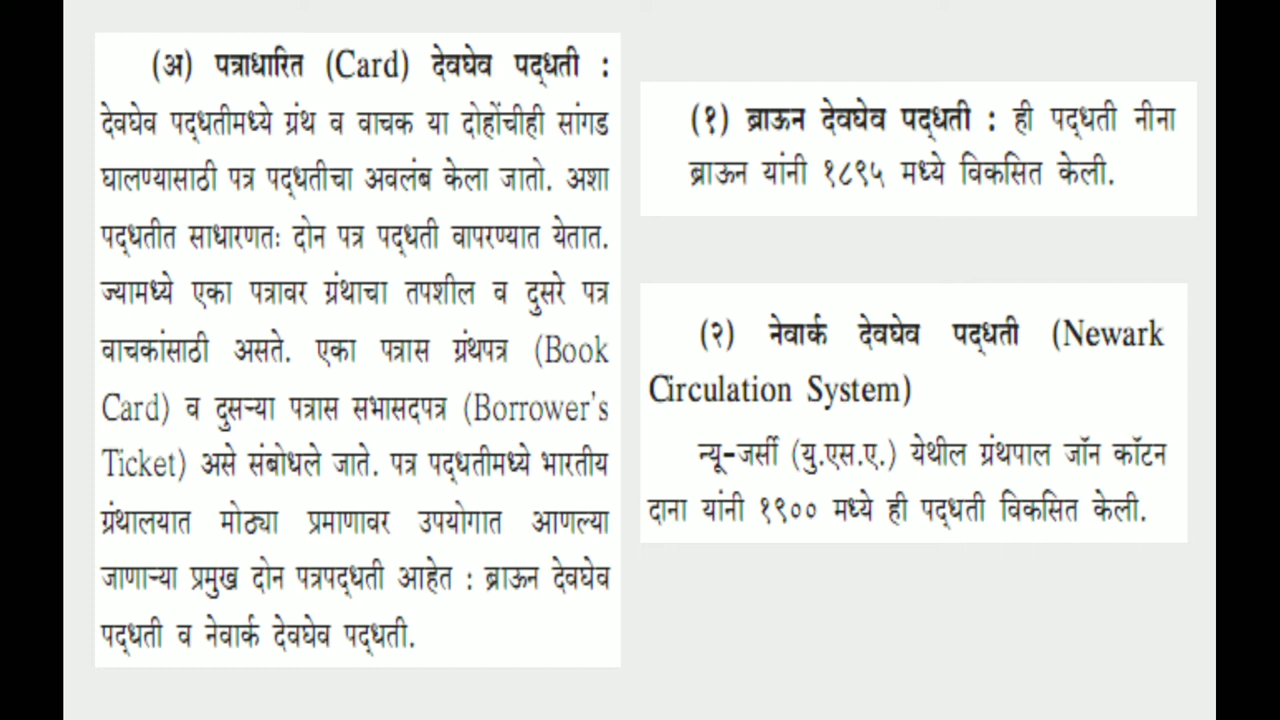 (अ) पत्राधारित (Card) देवघेव पद्धती :
देवघेव पद्धतीमध्ये ग्रंथ व वाचक या दोहोंचीही सांगड
घालण्यासाठी पत्र पद्धतीचा अवलंब केला जातो. अशा
पद्धतीत साधारणतः दोन पत्र पद्धती वापरण्यात येतात.
ज्यामध्ये एका पत्रावर ग्रंथाचा तपशील व दुसरे पत्र
वाचकांसाठी असते. एका पत्रास ग्रंथपत्र (Book
Card) व दुसऱ्या पत्रास सभासदपत्र (Borrower's
Ticket) असे संबोधले जाते. पत्र पद्धतीमध्ये भारतीय
ग्रंथालयात मोठ्या प्रमाणावर उपयोगात आणल्या
जाणाऱ्या प्रमुख दोन पत्रपद्धती आहेत : ब्राऊन देवघेव
पद्धती व नेवार्क देवघेव पद्धती.
(१) ब्राऊन देवघेव पद्धती : ही पद्धती नीना
ब्राऊन यांनी १८९५ मध्ये विकसित केली.
(२) नेवार्क देवघेव पद्धती (Newark
Circulation System)
न्यू-जर्सी (यु.एस.ए.) येथील ग्रंथपाल जॉन कॉटन
दाना यांनी १९०० मध्ये ही पद्धती विकसित केली.